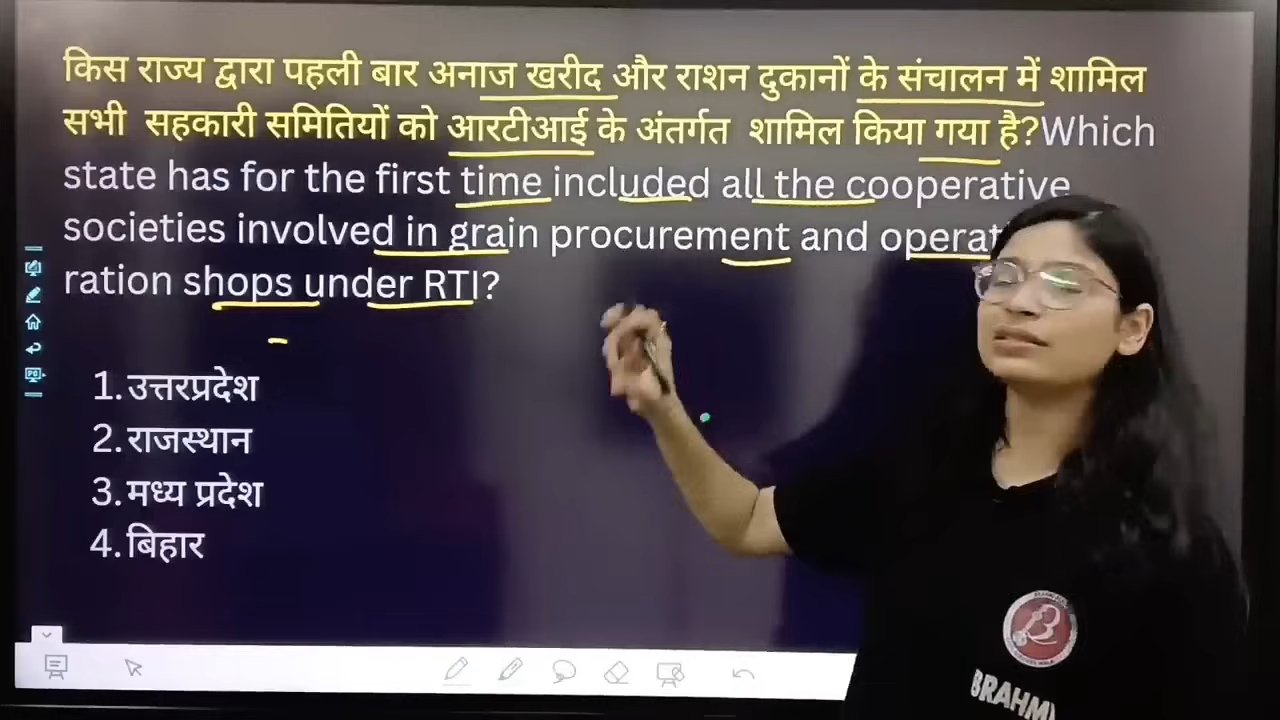 किस राज्य द्वारा पहली बार अनाज खरीद और राशन दुकानों के संचालन में शामिल
सभी सहकारी समितियों को आरटीआई के अंतर्गत शामिल किया गया है?Which
state has for the first time included all the cooperative
societies involved in grain procurement and operat
ration shops under RTI?
1.उत्तरप्रदेश
2.राजस्थान
3.मध्य प्रदेश
4.बिहार
BRAHM